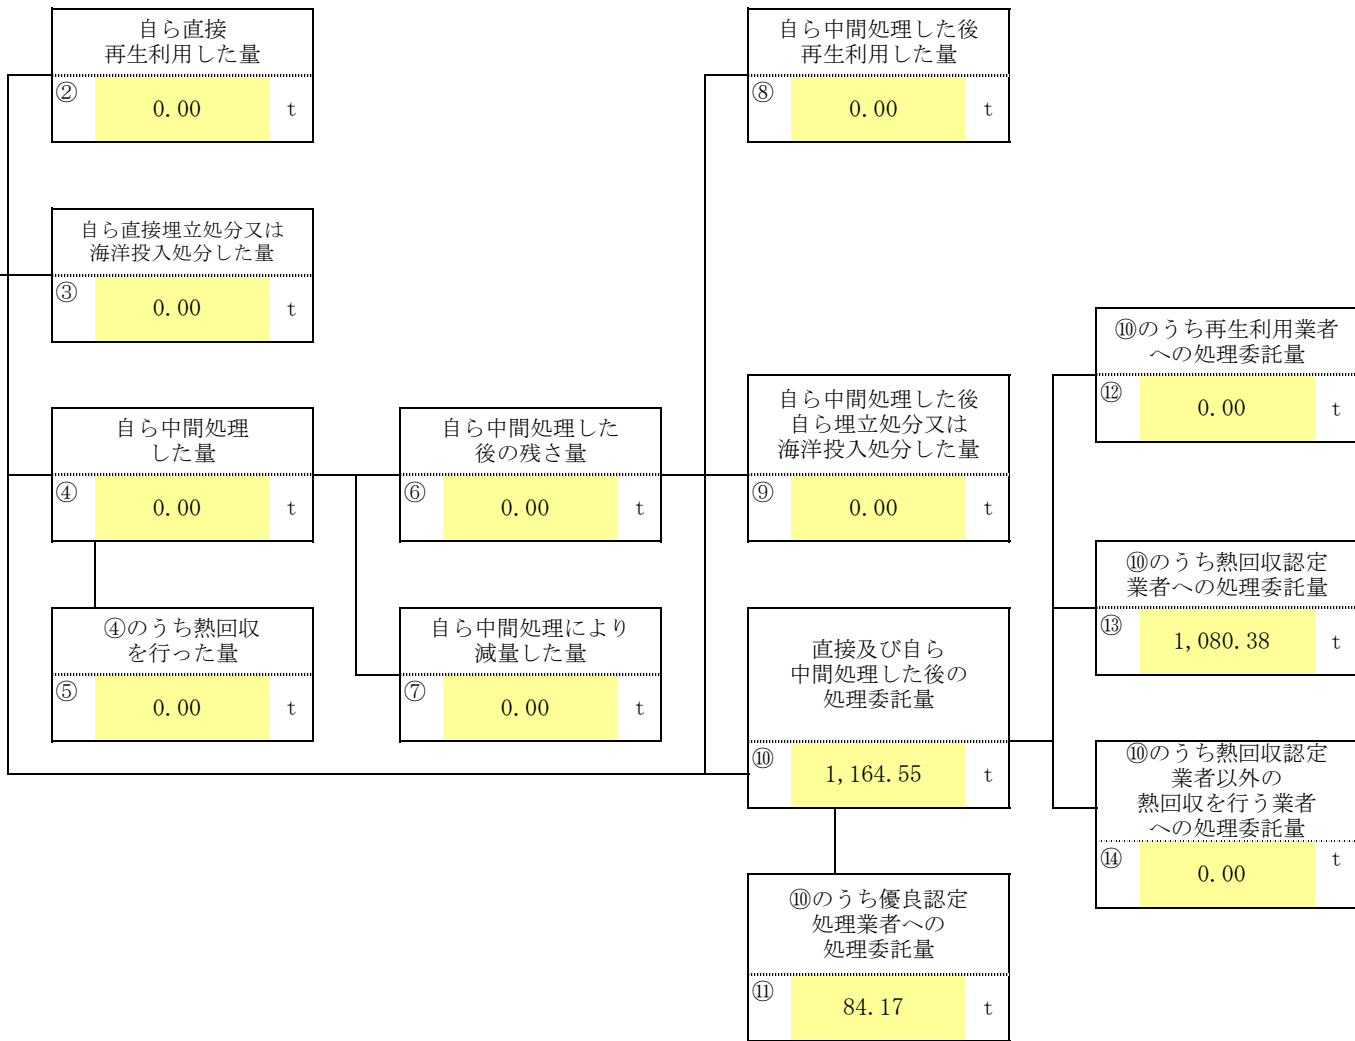 自ら直接
再生利用した量
② 0.00 t
自ら中間処理した後
再生利用した量
⑧ 0.00 t
自ら直接埋立処分又は
海洋投入処分した量
③ 0.00 t
⑩のうち再生利用業者
への処理委託量
⑫ 0.00 t
自ら中間処理
した量
④ 0.00 t
自ら中間処理した
後の残さ量
⑥ 0.00 t
自ら中間処理した後
自ら埋立処分又は
海洋投入処分した量
⑨ 0.00 t
⑩のうち熱回収認定
業者への処理委託量
⑬ 1,080.38 t
④のうち熱回収
を行った量
⑤ 0.00 t
自ら中間処理により
減量した量
⑦ 0.00 t
直接及び自ら
中間処理した後の
処理委託量
⑩ 1,164.55 t
⑩のうち熱回収認定
業者以外の
熱回収を行う業者
への処理委託量
⑭ 0.00 t
⑩のうち優良認定
処理業者への
処理委託量
⑪ 84.17 t